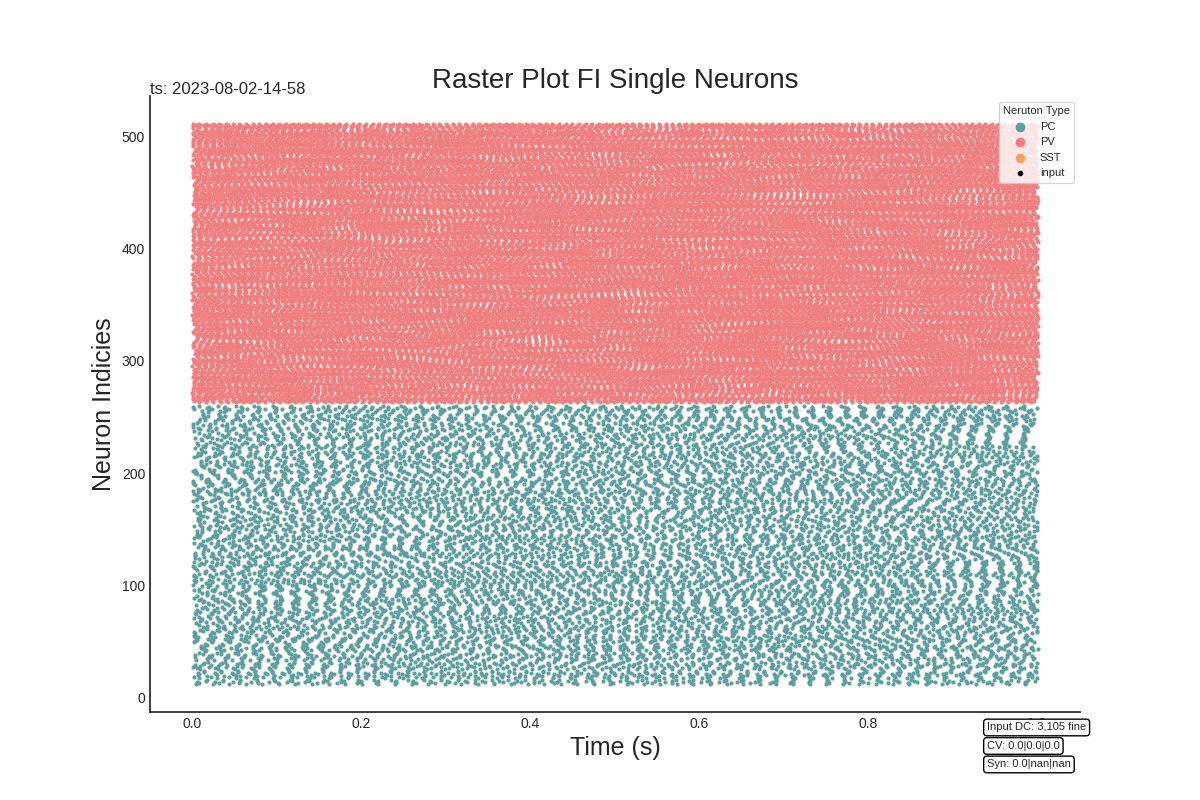 Raster Plot FI Single Neurons
ts: 2023-08-02-14-58
Neruton Type
PC
PV
SST
input
500
400
300
200
100
0
Neuron Indicies
0.0 0.2 0.4 0.6 0.8
Time (s)
Input DC: 3,105 fine
CV: 0.0|0.0|0.0
Syn: 0.0|nan|nan